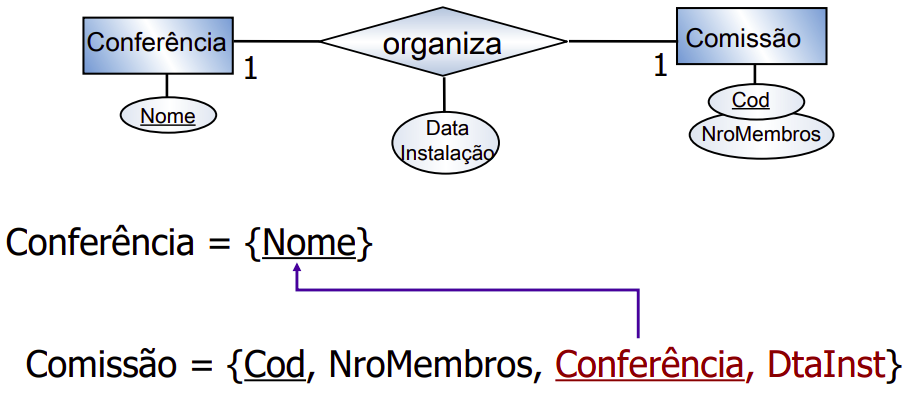 Conferência
organiza
Comissão
1
1
Nome
Data
Instalação
Cod
NroMembros
Conferência = {Nome}
Comissão = {Cod, NroMembros, Conferência, DtaInst}